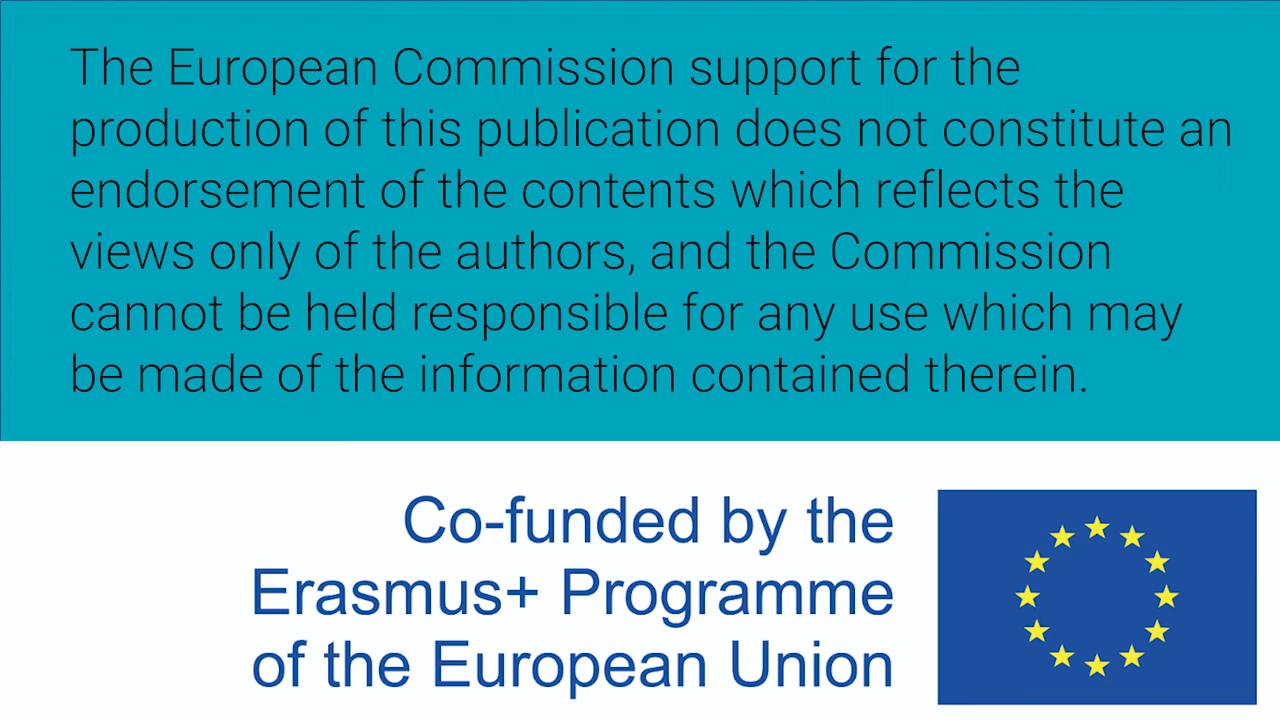 The European Commission support for the
production of this publication does not constitute an
endorsement of the contents which reflects the
views only of the authors, and the Commission
cannot be held responsible for any use which may
be made of the information contained therein.
Co-funded by the
Erasmus+ Programme
of the European Union